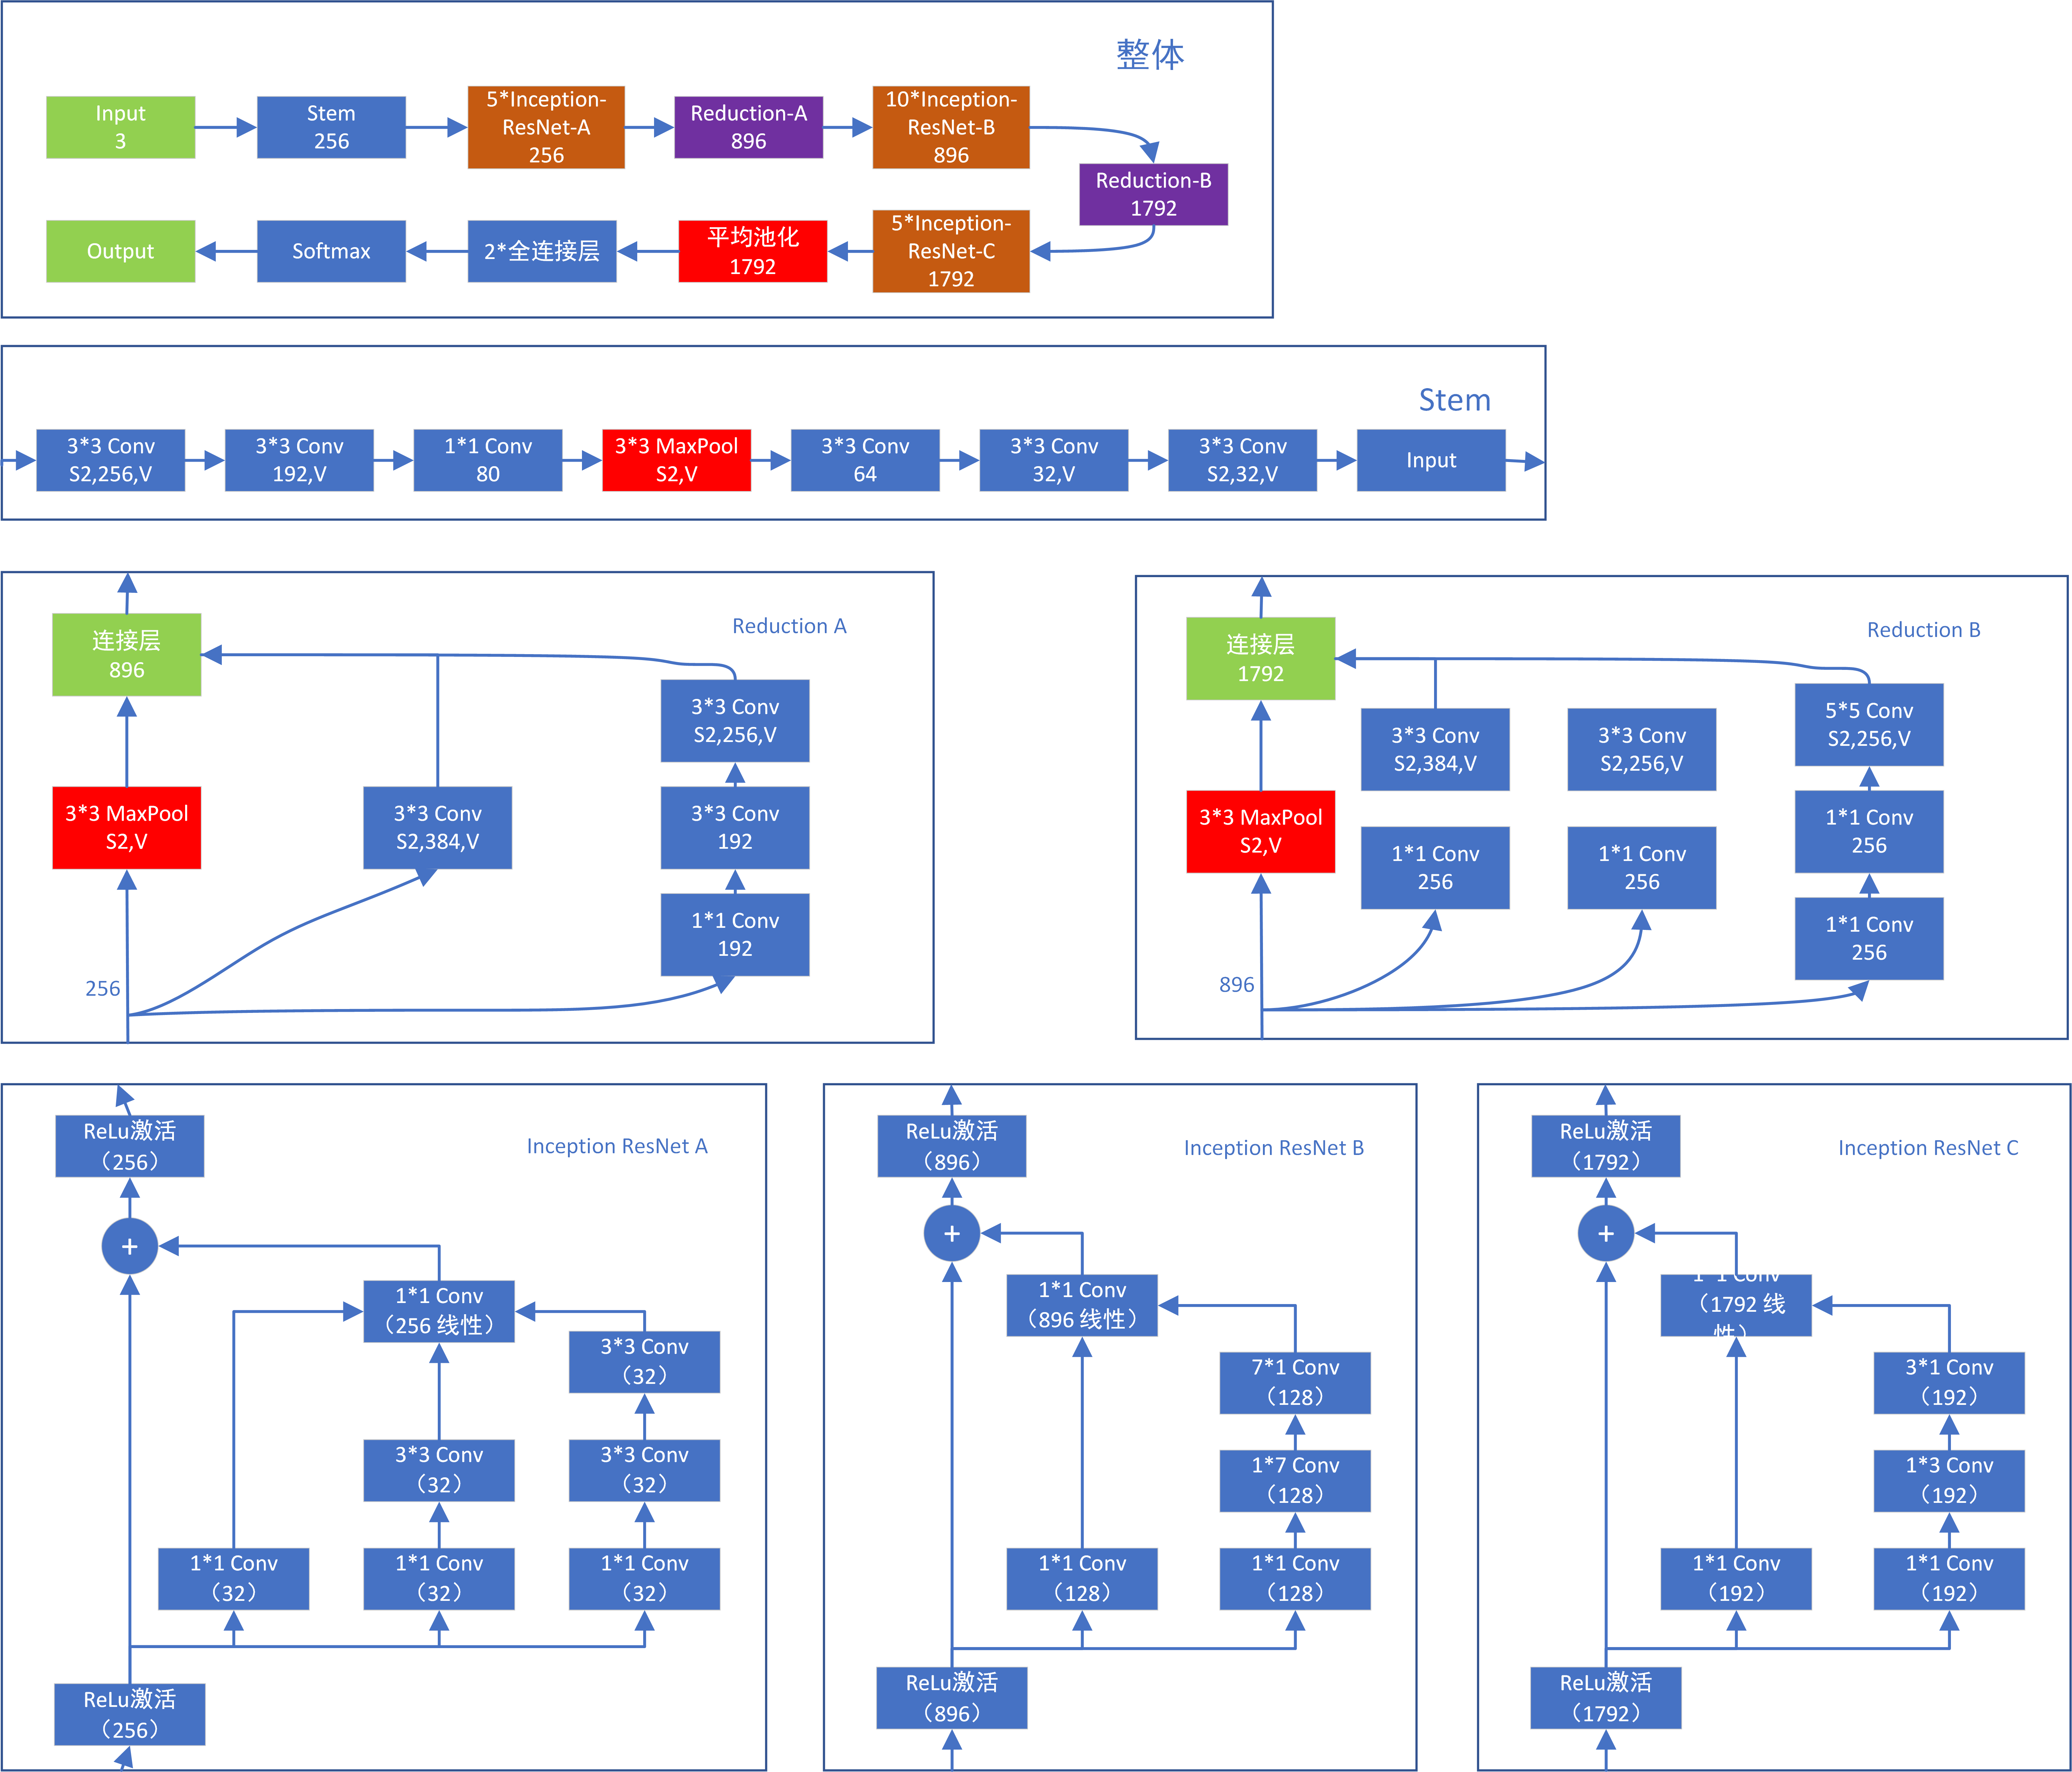 整体
Input
3
Stem
256
5*Inception-
ResNet-A
256
Reduction-A
896
10*Inception-
ResNet-B
896
Reduction-B
1792
Output
Softmax
2*全连接层
平均池化
1792
5*Inception-
ResNet-C
1792
Stem
3*3 Conv
S2,256,V
3*3 Conv
192,V
1*1 Conv
80
3*3 MaxPool
S2,V
3*3 Conv
64
3*3 Conv
32,V
3*3 Conv
S2,32,V
Input
Reduction A
连接层
896
3*3 Conv
S2,256,V
3*3 MaxPool
S2,V
3*3 Conv
S2,384,V
3*3 Conv
192
1*1 Conv
192
256
Reduction B
连接层
1792
3*3 Conv
S2,384,V
3*3 Conv
S2,256,V
5*5 Conv
S2,256,V
3*3 MaxPool
S2,V
1*1 Conv
256
1*1 Conv
256
1*1 Conv
256
1*1 Conv
256
896
Inception ResNet A
ReLu激活
（256）
+
1*1 Conv
（256 线性）
3*3 Conv
（32）
3*3 Conv
（32）
3*3 Conv
（32）
1*1 Conv
（32）
1*1 Conv
（32）
1*1 Conv
（32）
ReLu激活
（256）
Inception ResNet B
ReLu激活
（896）
+
1*1 Conv
（896 线性）
7*1 Conv
（128）
1*7 Conv
（128）
1*1 Conv
（128）
1*1 Conv
（128）
ReLu激活
（896）
Inception ResNet C
ReLu激活
（1792）
+
1*1 Conv
（1792 线
性）
3*1 Conv
（192）
1*3 Conv
（192）
1*1 Conv
（192）
1*1 Conv
（192）
ReLu激活
（1792）